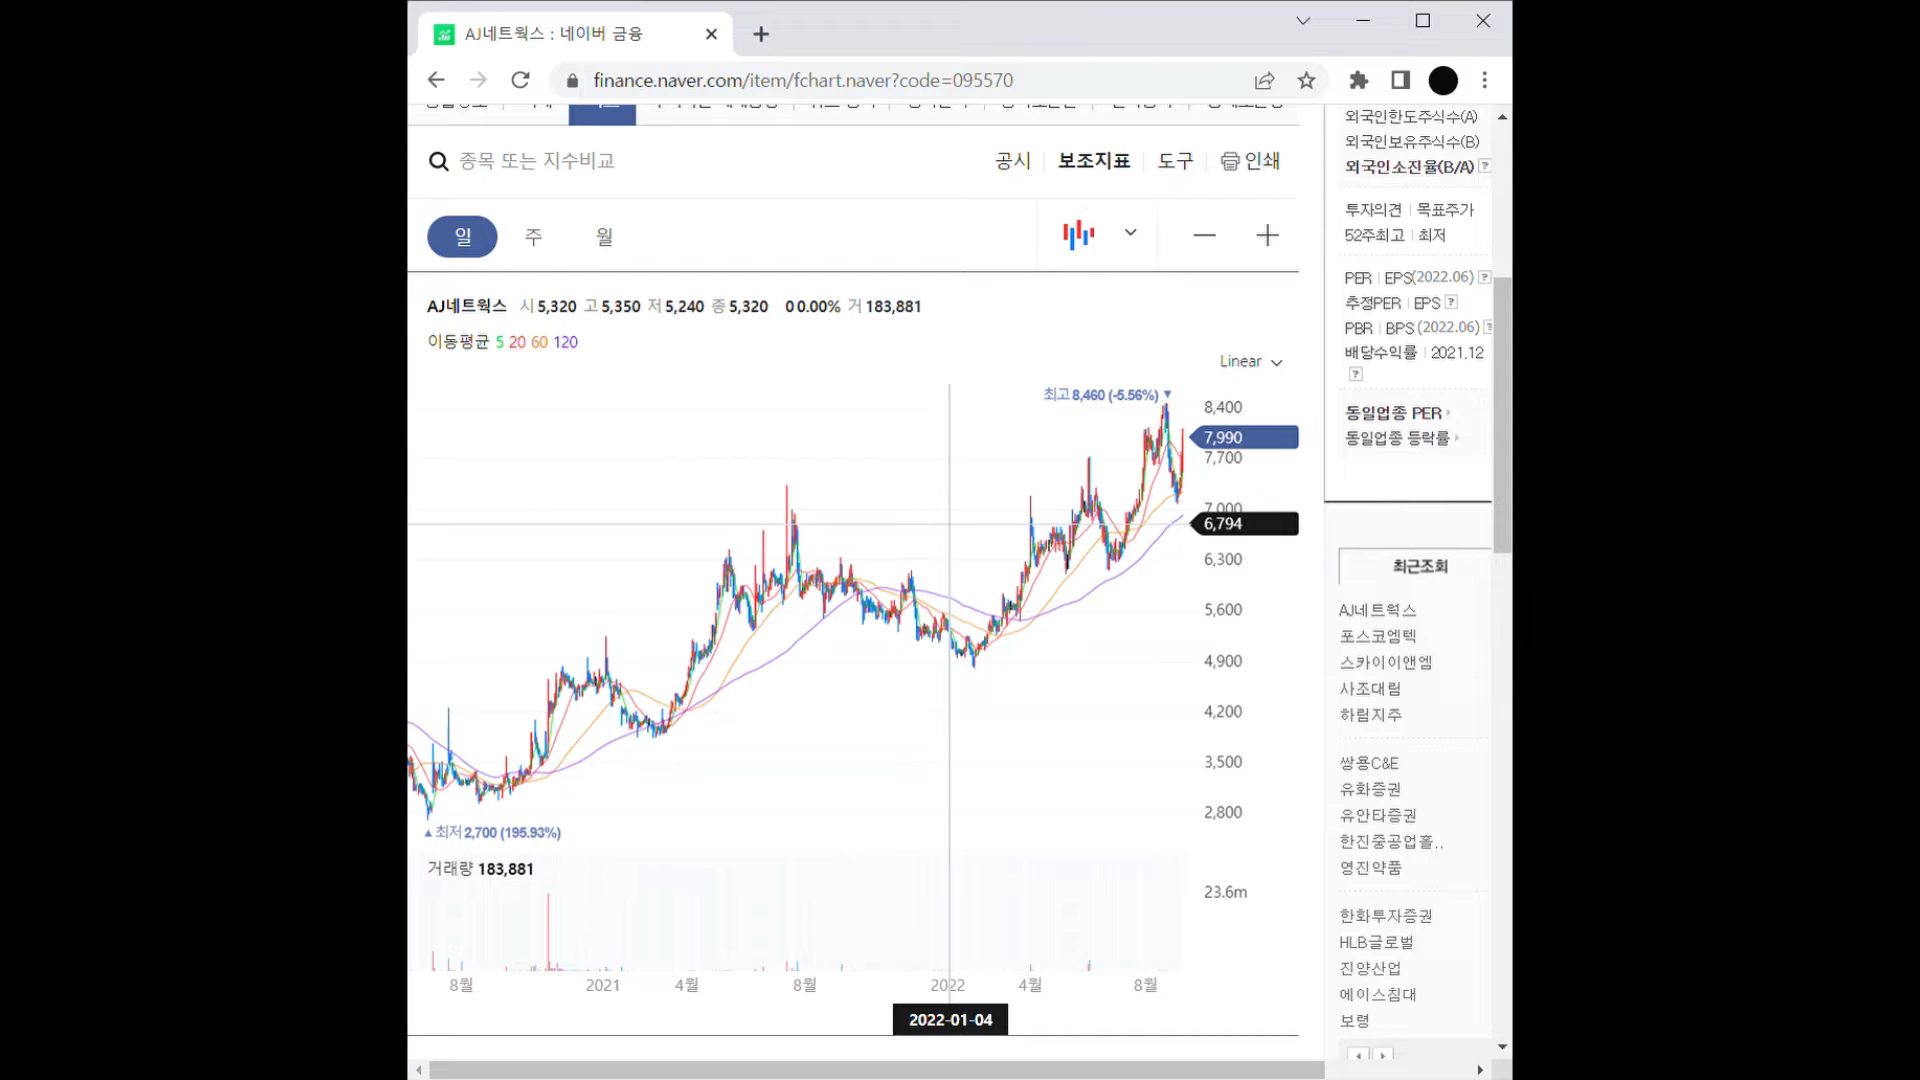 AJ네트웍스 : 네이버 금융
finance.naver.com/item/fchart.naver?code=095570
종목 또는 지수비교
공시 보조지표 도구 인쇄
일 주 월
AJ네트웍스 시 5,320 고 5,350 저 5,240 종 5,320 0 0.00% 거 183,881
이동평균 5 20 60 120
Linear
최고 8,460 (-5.56%) ▼
8,400
7,990
7,700
7,000
6,794
6,300
5,600
4,900
4,200
3,500
2,800
▲ 최저 2,700 (195.93%)
거래량 183,881
23.6m
8월 2021 4월 8월 2022 4월 8월
2022-01-04
외국인한도주식수(A)
외국인보유주식수(B)
외국인소진율(B/A) ?
투자의견 | 목표주가
52주최고 | 최저
PER | EPS(2022.06) ?
추정PER | EPS ?
PBR | BPS (2022.06) ?
배당수익률 | 2021.12
?
동일업종 PER
동일업종 등락률
최근조회
AJ네트웍스
포스코엠텍
스카이이앤엠
사조대림
하림지주
쌍용C&E
유화증권
유안타증권
한진중공업홀..
영진약품
한화투자증권
HLB글로벌
진양산업
에이스침대
보령